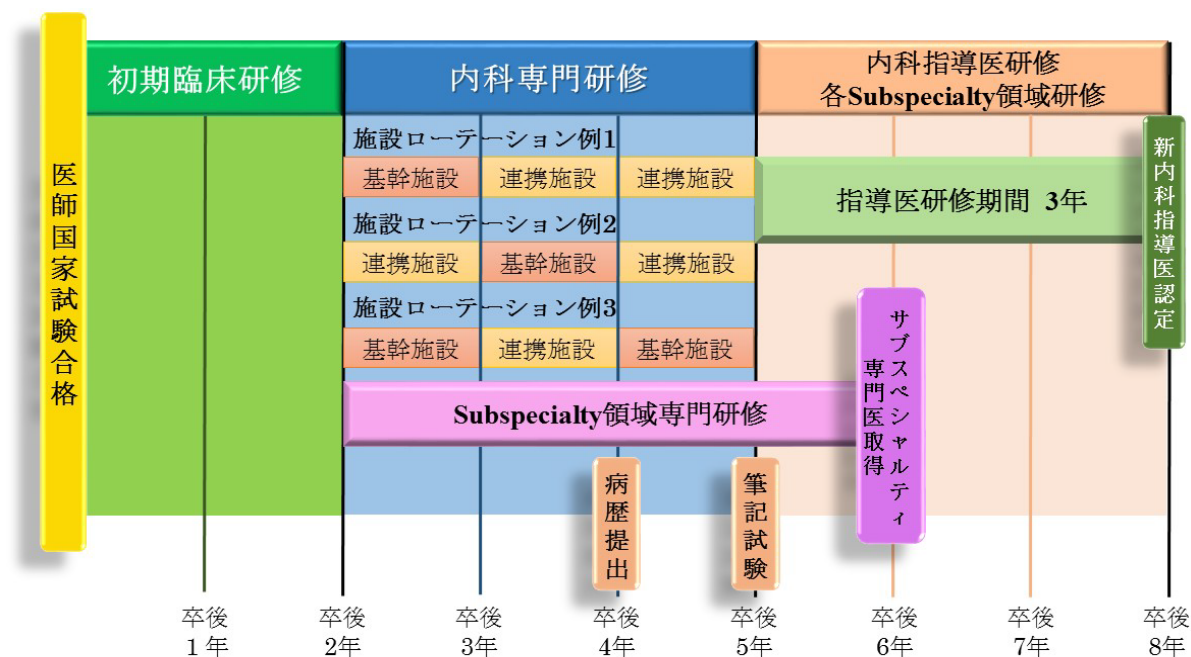 医師国家試験合格
初期臨床研修
内科専門研修
内科指導医研修
各Subspecialty領域研修
施設ローテーション例1
基幹施設
連携施設
連携施設
施設ローテーション例2
連携施設
基幹施設
連携施設
施設ローテーション例3
基幹施設
連携施設
基幹施設
指導医研修期間 3年
新内科指導医認定
Subspecialty領域専門研修
サブスペシャルティ
専門医取得
病歴提出
筆記試験
卒後
1年
卒後
2年
卒後
3年
卒後
4年
卒後
5年
卒後
6年
卒後
7年
卒後
8年